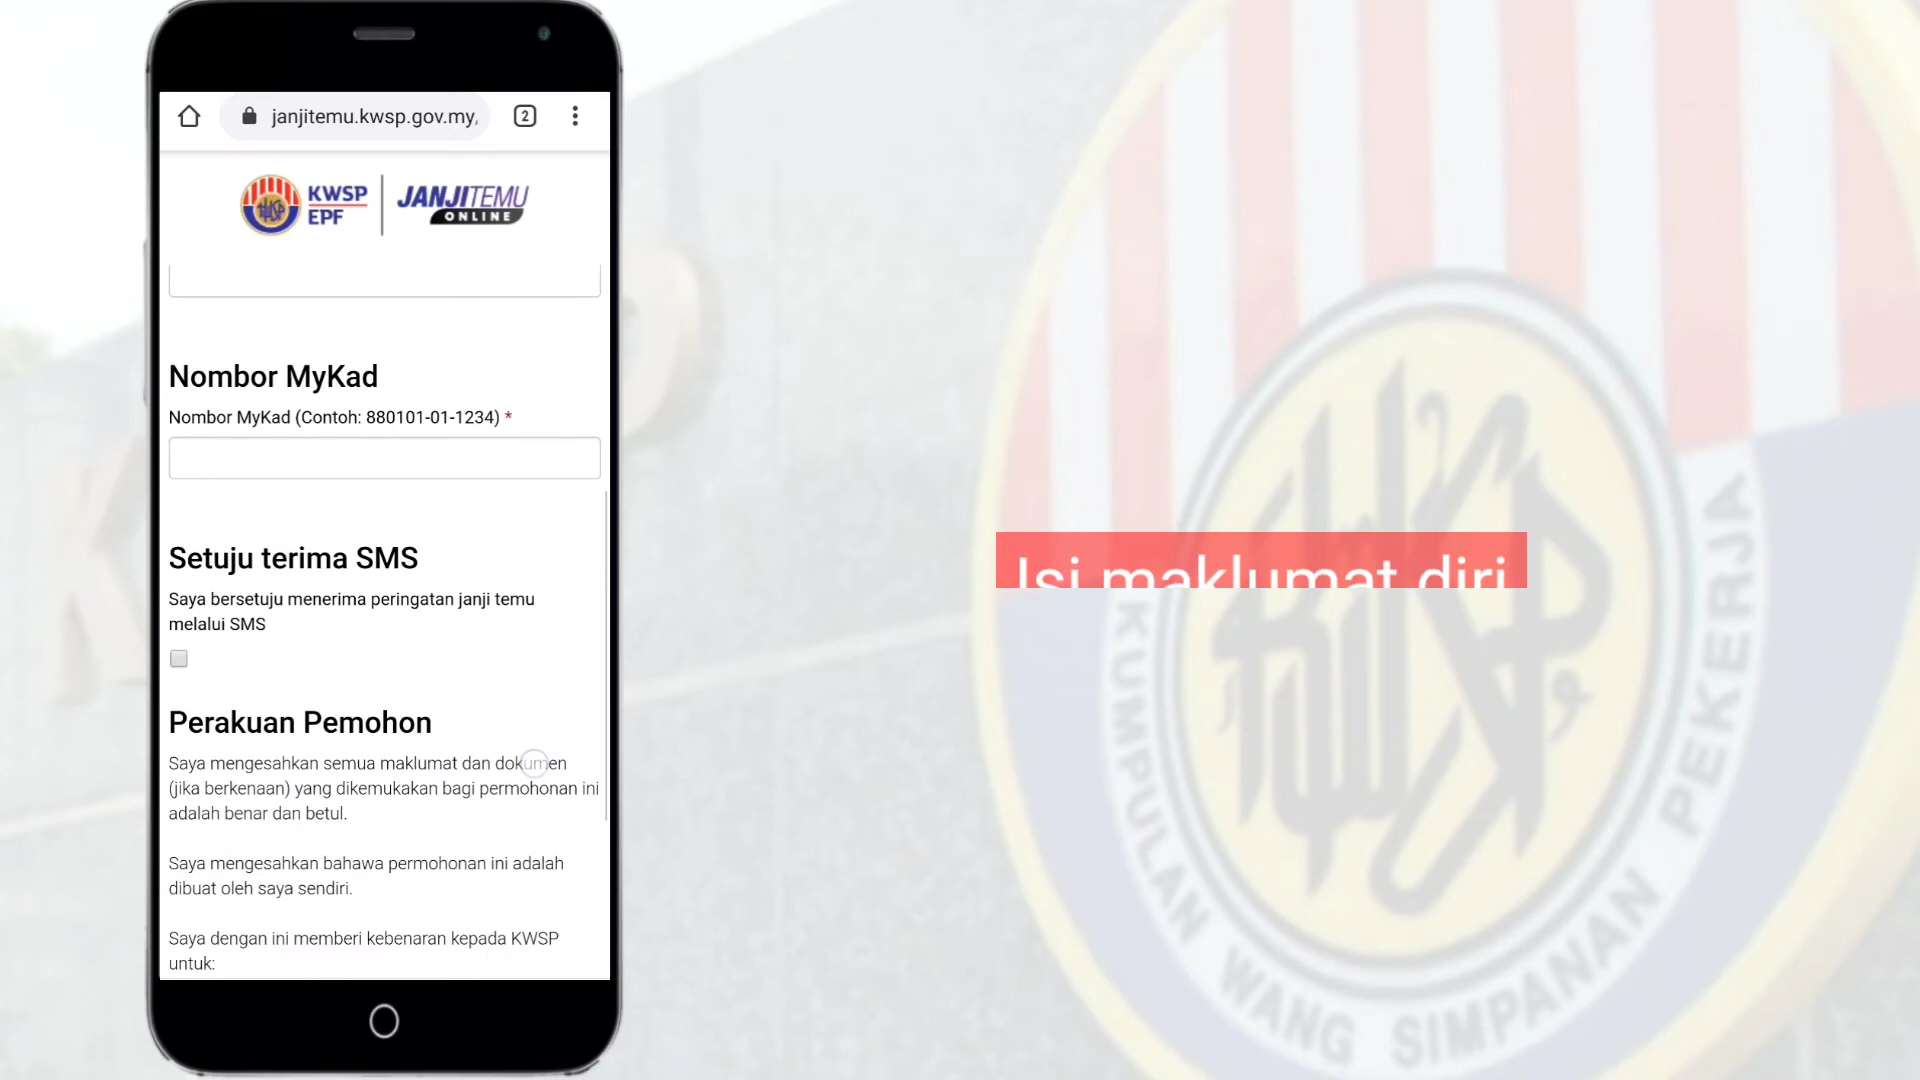 janjitemu.kwsp.gov.my
2
KWSP
EPF
JANJITEMU
ONLINE
Nombor MyKad
Nombor MyKad (Contoh: 880101-01-1234) *
Setuju terima SMS
Saya bersetuju menerima peringatan janji temu
melalui SMS
Perakuan Pemohon
Saya mengesahkan semua maklumat dan dokumen
(jika berkenaan) yang dikemukakan bagi permohonan ini
adalah benar dan betul.
Saya mengesahkan bahawa permohonan ini adalah
dibuat oleh saya sendiri.
Saya dengan ini memberi kebenaran kepada KWSP
untuk:
Isi maklumat diri
KUMPULAN WANG SIMPANAN PEKERJA